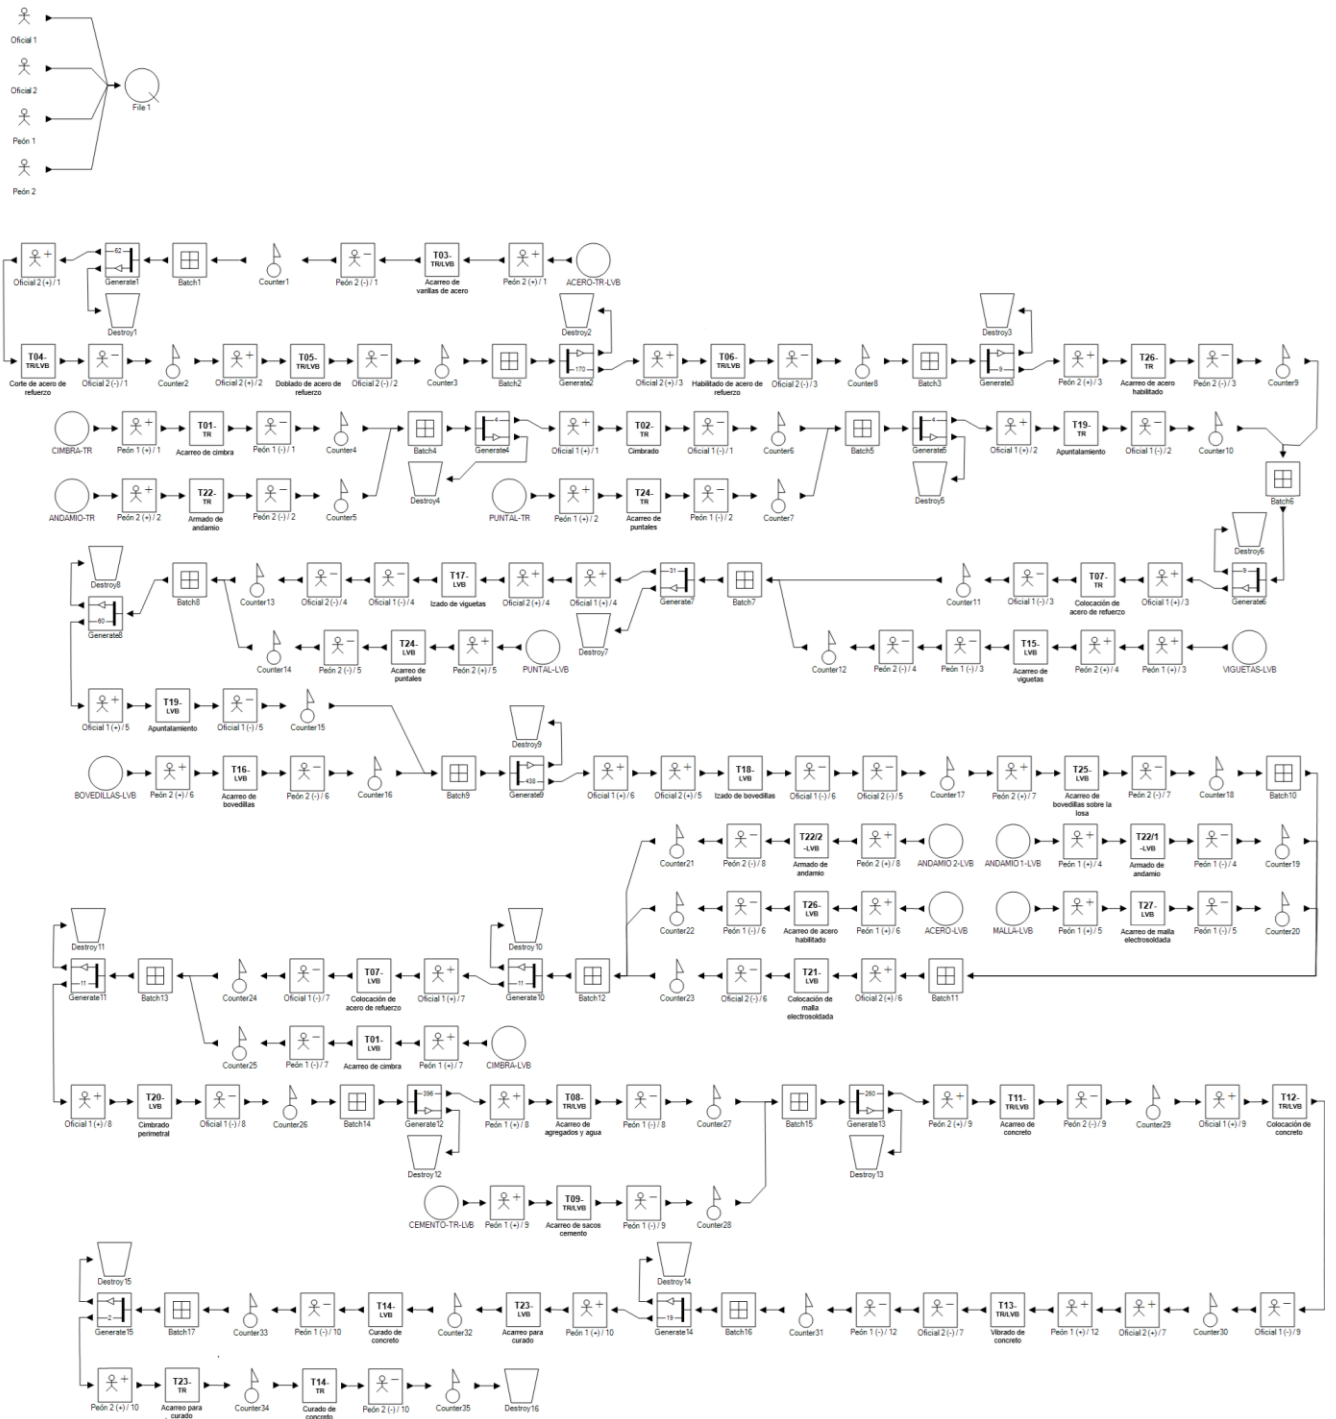 Oficial 1
Oficial 2
File 1
Peón 1
Peón 2
62
T03-
TR/LVB
Oficial 2 (+) / 1
Generate1
Batch1
Counter1
Peón 2 (-) / 1
Acarreo de
varillas de acero
Peón 2 (+) / 1
ACERO-TR-LVB
Destroy1
Destroy2
Destroy3
T04-
TR/LVB
T05-
TR/LVB
170
T06-
TR/LVB
9
T26-
TR
Corte de acero de
refuerzo
Oficial 2 (-) / 1
Counter2
Oficial 2 (+) / 2
Doblado de acero de
refuerzo
Oficial 2 (-) / 2
Counter3
Batch2
Generate2
Oficial 2 (+) / 3
Habilitado de acero de
refuerzo
Oficial 2 (-) / 3
Counter8
Batch3
Generate3
Peón 2 (+) / 3
Acarreo de acero
habilitado
Peón 2 (-) / 3
Counter9
T01-
TR
4
T02-
TR
4
T19-
TR
CIMBRA-TR
Peón 1 (+) / 1
Acarreo de cimbra
Peón 1 (-) / 1
Counter4
Batch4
Generate4
Oficial 1 (+) / 1
Cimbrado
Oficial 1 (-) / 1
Counter6
Batch5
Generate5
Oficial 1 (+) / 2
Apuntalamiento
Oficial 1 (-) / 2
Counter10
T22-
TR
Destroy4
T24-
TR
Destroy5
Batch6
ANDAMIO-TR
Peón 2 (+) / 2
Armado de
andamio
Peón 2 (-) / 2
Counter5
PUNTAL-TR
Peón 1 (+) / 2
Acarreo de
puntales
Peón 1 (-) / 2
Counter7
Destroy6
Destroy8
T17-
LVB
31
T07-
TR
9
Batch8
Counter13
Oficial 2 (-) / 4
Oficial 1 (-) / 4
Izado de viguetas
Oficial 2 (+) / 4
Oficial 1 (+) / 4
Generate7
Batch7
Counter11
Oficial 1 (-) / 3
Colocación de
acero de refuerzo
Oficial 1 (+) / 3
Generate6
60
Generate8
T24-
LVB
Destroy7
T15-
LVB
Counter14
Peón 2 (-) / 5
Acarreo de
puntales
Peón 2 (+) / 5
PUNTAL-LVB
Counter12
Peón 2 (-) / 4
Peón 1 (-) / 3
Acarreo de
viguetas
Peón 2 (+) / 4
Peón 1 (+) / 3
VIGUETAS-LVB
T19-
LVB
Oficial 1 (+) / 5
Apuntalamiento
Oficial 1 (-) / 5
Counter15
Destroy9
T16-
LVB
438
T18-
LVB
T25-
LVB
BOVEDILLAS-LVB
Peón 2 (+) / 6
Acarreo de
bovedillas
Peón 2 (-) / 6
Counter16
Batch9
Generate9
Oficial 1 (+) / 6
Oficial 2 (+) / 5
Izado de bovedillas
Oficial 1 (-) / 6
Oficial 2 (-) / 5
Counter17
Peón 2 (+) / 7
Acarreo de
bovedillas sobre la
losa
Peón 2 (-) / 7
Counter18
Batch10
T22/2
-LVB
T22/1
-LVB
Counter21
Peón 2 (-) / 8
Armado de
andamio
Peón 2 (+) / 8
ANDAMIO 2-LVB
ANDAMIO 1-LVB
Peón 1 (+) / 4
Armado de
andamio
Peón 1 (-) / 4
Counter19
T26-
LVB
T27-
LVB
Counter22
Peón 1 (-) / 6
Acarreo de acero
habilitado
Peón 1 (+) / 6
ACERO-LVB
MALLA-LVB
Peón 1 (+) / 5
Acarreo de malla
electrosoldada
Peón 1 (-) / 5
Counter20
Destroy11
Destroy10
11
T07-
LVB
11
T21-
LVB
Generate11
Batch13
Counter24
Oficial 1 (-) / 7
Colocación de
acero de refuerzo
Oficial 1 (+) / 7
Generate10
Batch12
Counter23
Oficial 2 (-) / 6
Colocación de
malla
electrosoldada
Oficial 2 (+) / 6
Batch11
T01-
LVB
Counter25
Peón 1 (-) / 7
Acarreo de cimbra
Peón 1 (+) / 7
CIMBRA-LVB
T20-
LVB
396
T08-
TR/LVB
260
T11-
TR/LVB
T12-
TR/LVB
Oficial 1 (+) / 8
Cimbrado
perimetral
Oficial 1 (-) / 8
Counter26
Batch14
Generate12
Peón 1 (+) / 8
Acarreo de
agregados y agua
Peón 1 (-) / 8
Counter27
Batch15
Generate13
Peón 2 (+) / 9
Acarreo de
concreto
Peón 2 (-) / 9
Counter29
Oficial 1 (+) / 9
Colocación de
concreto
Destroy12
Destroy13
T09-
TR/LVB
CEMENTO-TR-LVB
Peón 1 (+) / 9
Acarreo de sacos
cemento
Peón 1 (-) / 9
Counter28
Destroy15
Destroy14
2
T14-
LVB
T23-
LVB
19
T13-
TR/LVB
Generate15
Batch17
Counter33
Peón 1 (-) / 10
Curado de
concreto
Counter32
Acarreo para
curado
Peón 1 (+) / 10
Generate14
Batch16
Counter31
Peón 1 (-) / 12
Oficial 2 (-) / 7
Vibrado de
concreto
Peón 1 (+) / 12
Oficial 2 (+) / 7
Counter30
Oficial 1 (-) / 9
T23-
TR
T14-
TR
Peón 2 (+) / 10
Acarreo para
curado
Counter34
Curado de
concreto
Peón 2 (-) / 10
Counter35
Destroy16